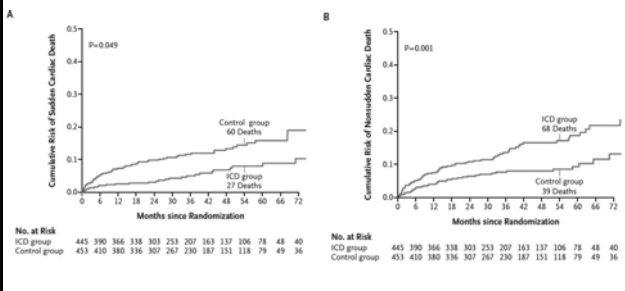 A
Cumulative Risk of Sudden Cardiac Death
0.5
0.4
0.3
0.2
0.1
0.0
P=0.049
Control group
60 Deaths
ICD group
27 Deaths
0 6 12 18 24 30 36 42 48 54 60 66 72
Months since Randomization
No. at Risk
ICD group 445 390 366 338 303 253 207 163 137 106 78 48 40
Control group 453 410 380 336 307 267 230 187 151 118 79 49 36
B
Cumulative Risk of Nonsudden Cardiac Death
0.5
0.4
0.3
0.2
0.1
0.0
P=0.001
ICD group
68 Deaths
Control group
39 Deaths
0 6 12 18 24 30 36 42 48 54 60 66 72
Months since Randomization
No. at Risk
ICD group 445 390 366 338 303 253 207 163 137 106 78 48 40
Control group 453 410 380 336 307 267 230 187 151 118 79 49 36